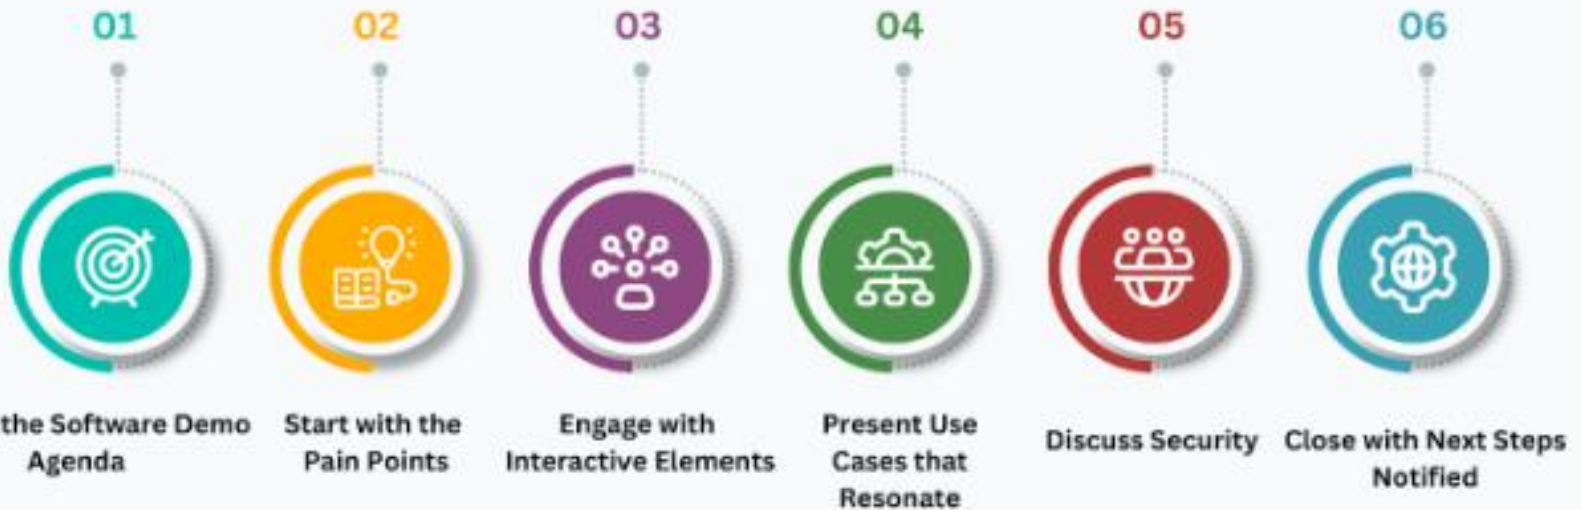 01
02
03
04
05
06
the Software Demo
Agenda
Start with the
Pain Points
Engage with
Interactive Elements
Present Use
Cases that
Resonate
Discuss Security
Close with Next Steps
Notified